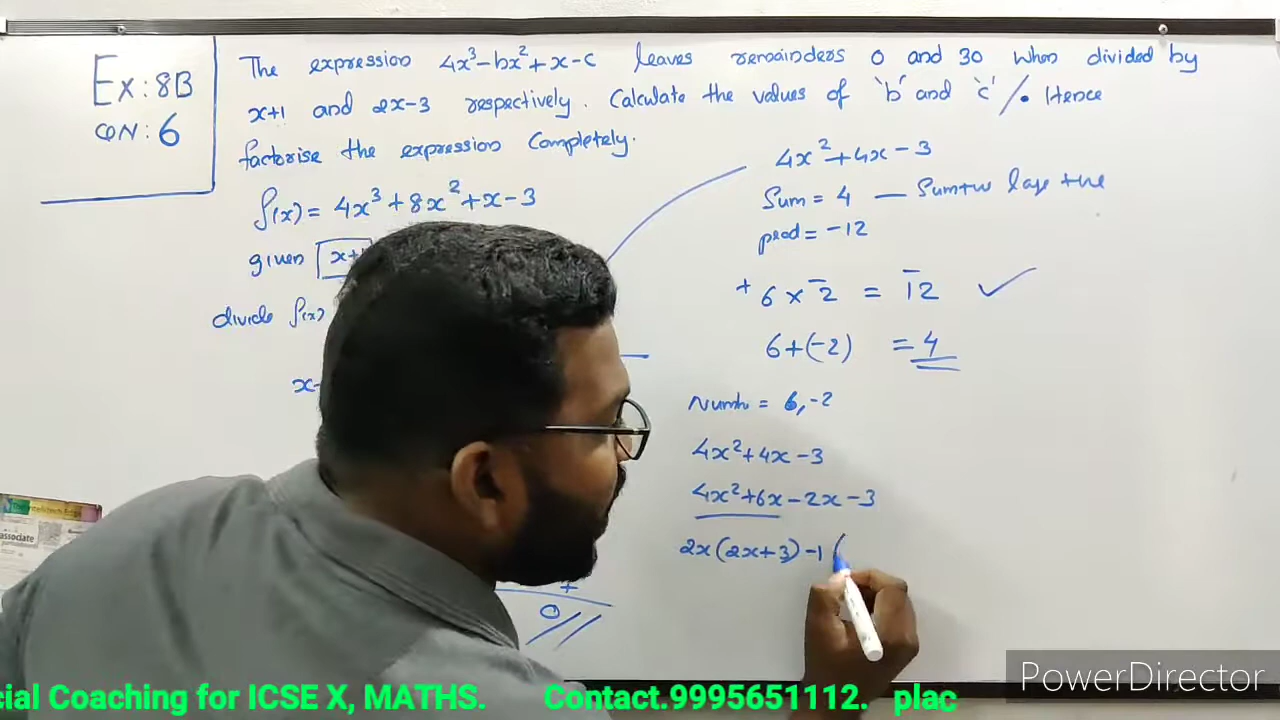 Ex: 8B
QN: 6
The expression 4x³-bx²+x-c leaves remainders 0 and 30 when divided by
x+1 and 2x-3 respectively. Calculate the values of 'b' and 'c'/. Hence
factorise the expression completely.
f(x) = 4x³+8x²+x-3
given x+
divide f(x)
x-
+
0
4x²+4x-3
Sum = 4 —
prod = -12
+6 × -2 = -12 ✓
6+(-2) = 4
Numb = 6,-2
4x²+4x-3
4x²+6x-2x-3
2x(2x+3)-1(
associate
cial Coaching for ICSE X, MATHS. Contact.9995651112. plac
PowerDirector